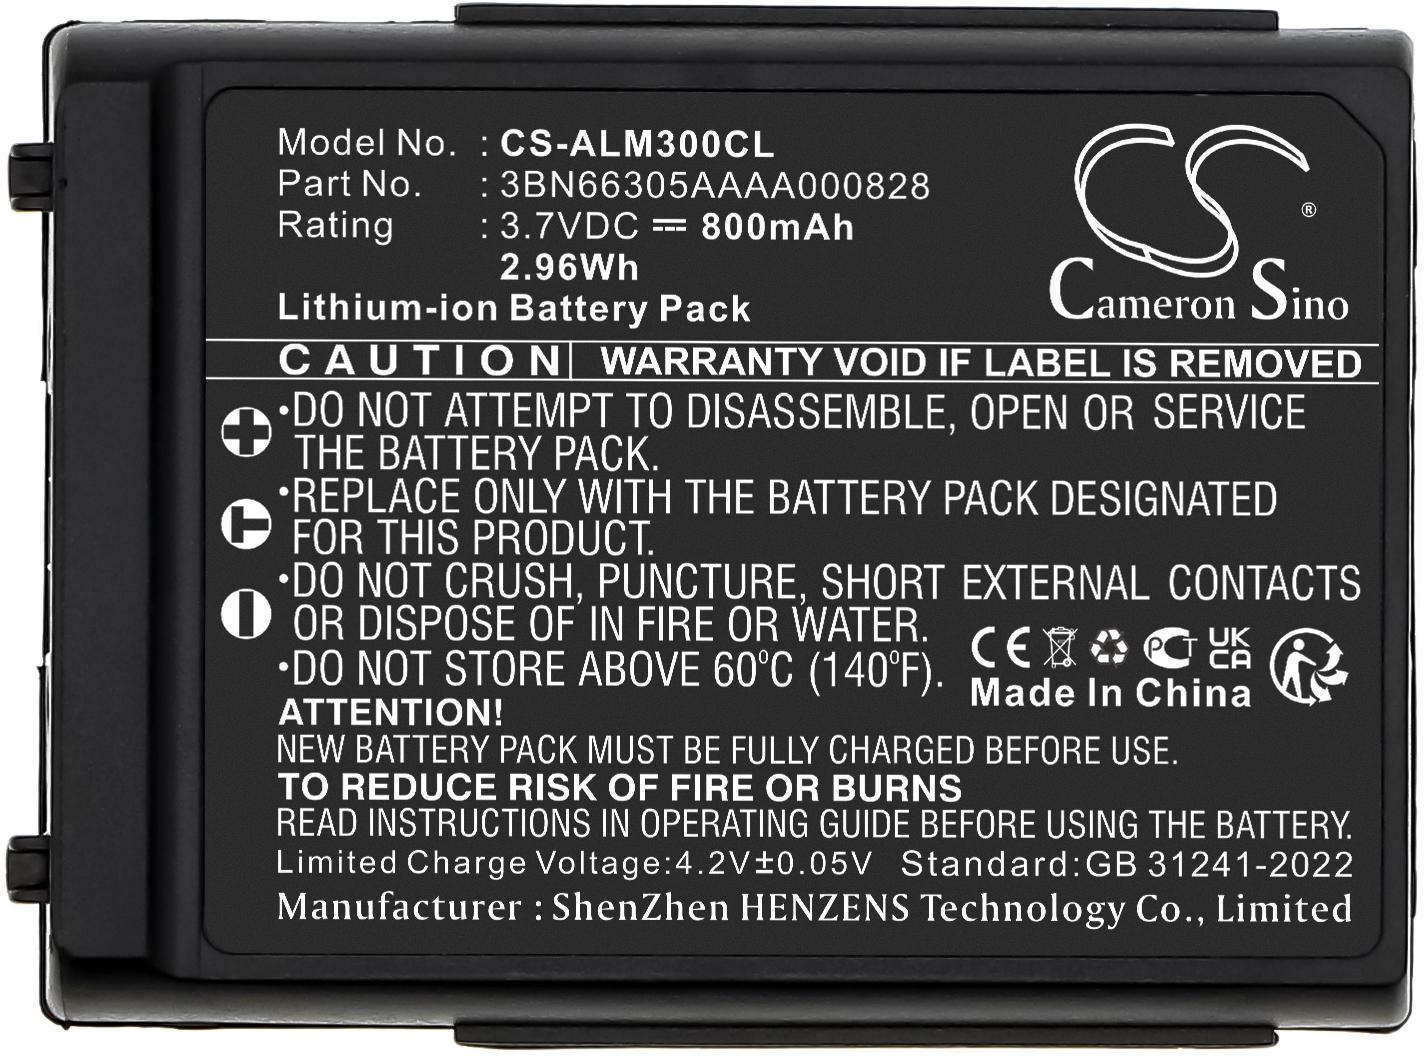 Model No. : CS-ALM300CL
Part No. : 3BN66305AAAA000828
Rating : 3.7VDC ⎓ 800mAh
2.96Wh
Lithium-ion Battery Pack
CS ®
Cameron Sino
CAUTION | WARRANTY VOID IF LABEL IS REMOVED
•DO NOT ATTEMPT TO DISASSEMBLE, OPEN OR SERVICE
THE BATTERY PACK.
•REPLACE ONLY WITH THE BATTERY PACK DESIGNATED
FOR THIS PRODUCT.
•DO NOT CRUSH, PUNCTURE, SHORT EXTERNAL CONTACTS
OR DISPOSE OF IN FIRE OR WATER.
•DO NOT STORE ABOVE 60⁰C (140⁰F).
+
T
−
CE PCT UK CA
Made In China
ATTENTION!
NEW BATTERY PACK MUST BE FULLY CHARGED BEFORE USE.
TO REDUCE RISK OF FIRE OR BURNS
READ INSTRUCTIONS IN OPERATING GUIDE BEFORE USING THE BATTERY.
Limited Charge Voltage:4.2V±0.05V Standard:GB 31241-2022
Manufacturer : ShenZhen HENZENS Technology Co., Limited